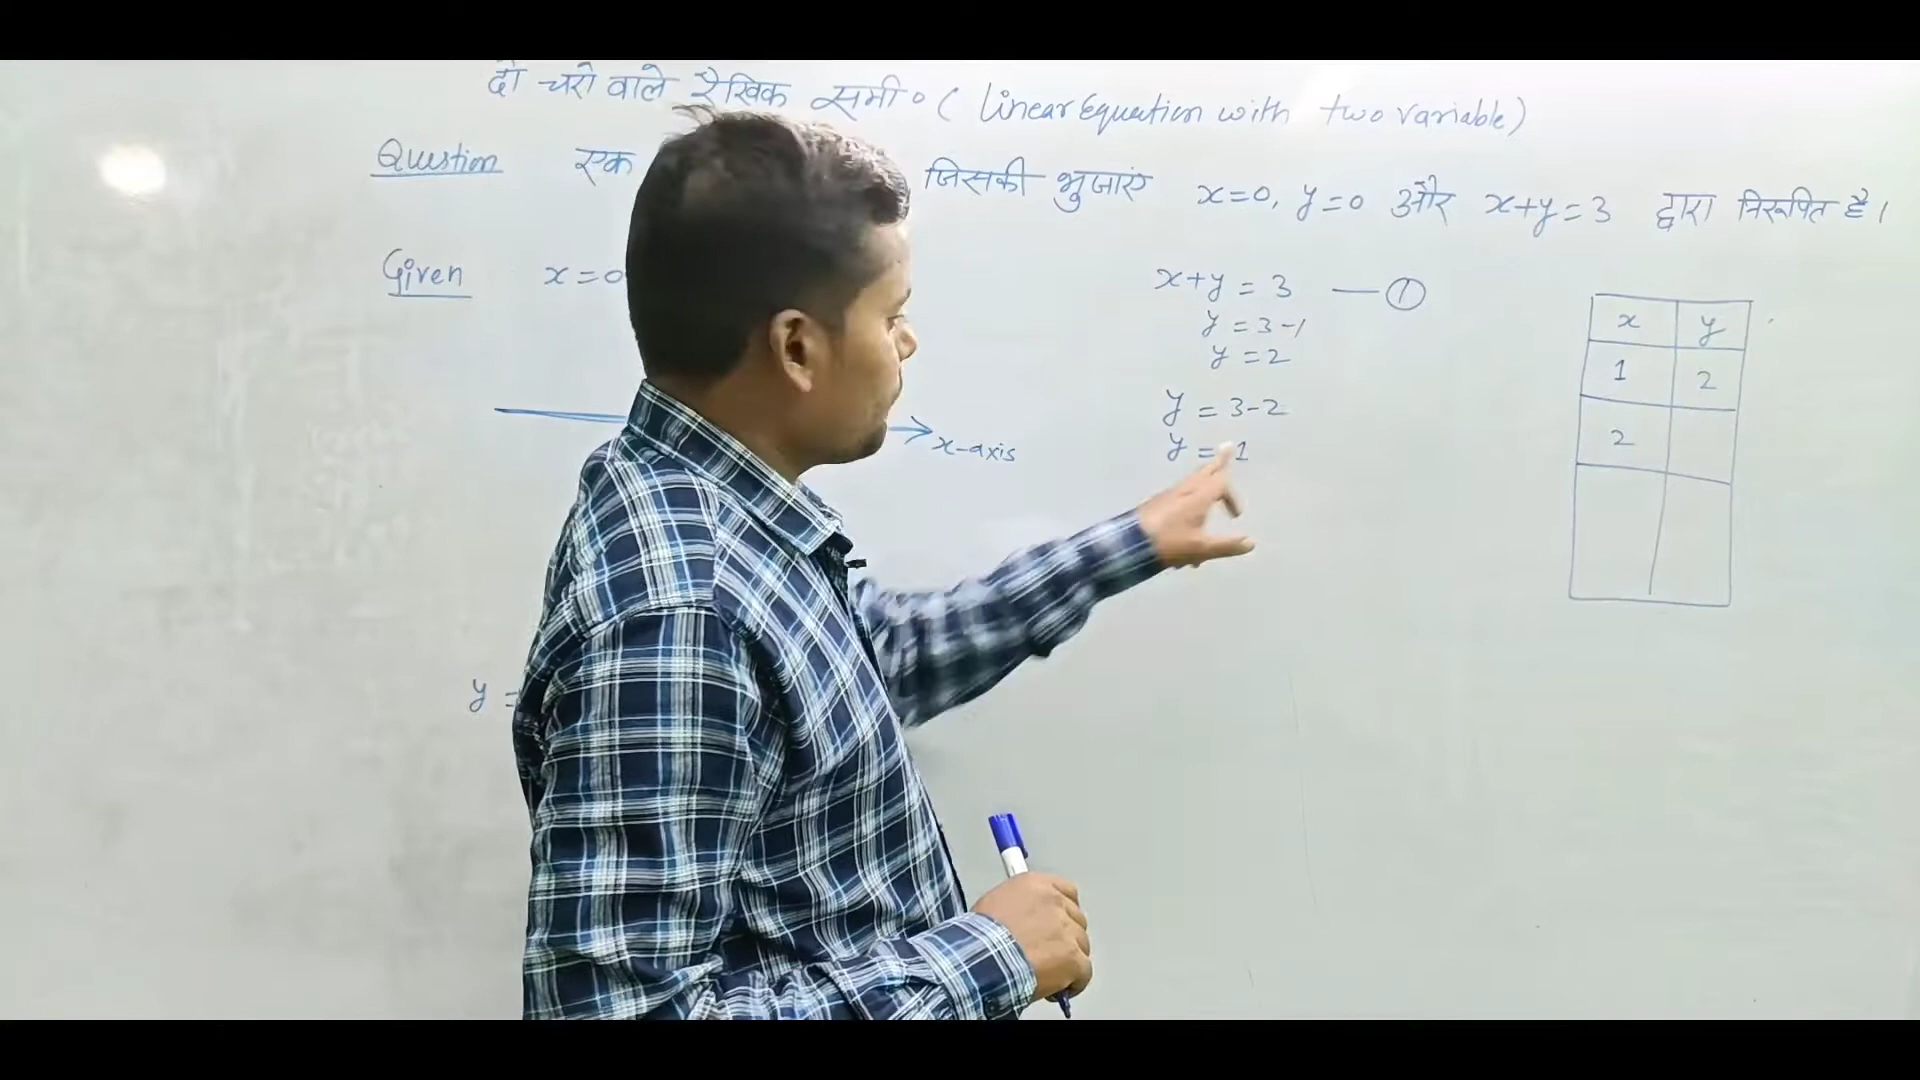 दो चरो वाले रैखिक समी० ( Linear Equation with two variable)
Question एक जिसकी भुजाएं x=0, y=0 और x+y=3 द्वारा निरूपित है।
Given x=0
x+y = 3 — ①
y = 3-1
y = 2
y = 3-2
y = 1
x-axis
y =
x y
1 2
2